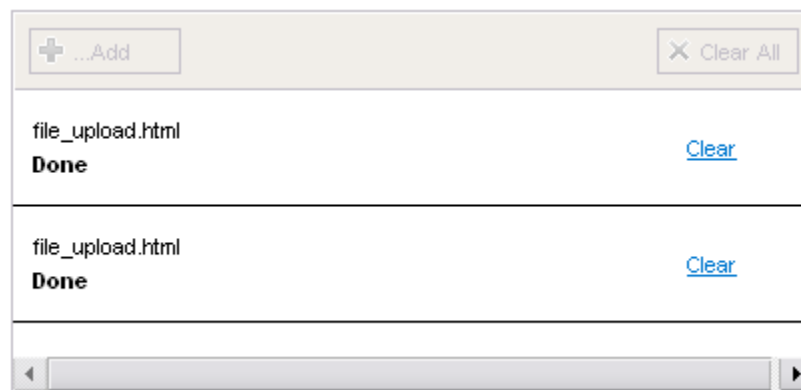 ...Add
Clear All
file_upload.html
Done
Clear
file_upload.html
Done
Clear